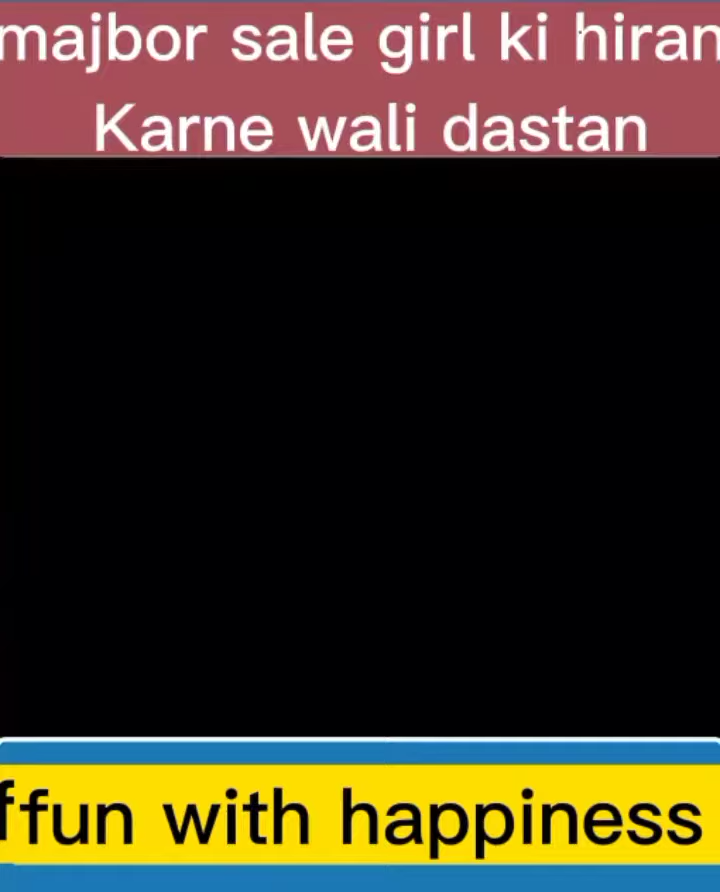 majbor sale girl ki hiran
Karne wali dastan
ffun with happiness